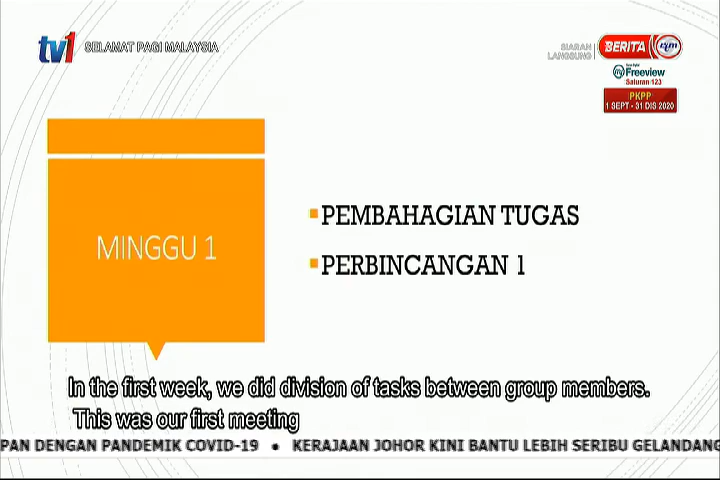 tv1 SELAMAT PAGI MALAYSIA
SIARAN
LANGSUNG
BERITA rtm
Freeview
Saluran 123
PKPP
1 SEPT - 31 DIS 2020
MINGGU 1
PEMBAHAGIAN TUGAS
PERBINCANGAN 1
In the first week, we did division of tasks between group members.
This was our first meeting
PAN DENGAN PANDEMIK COVID-19 • KERAJAAN JOHOR KINI BANTU LEBIH SERIBU GELANDANG